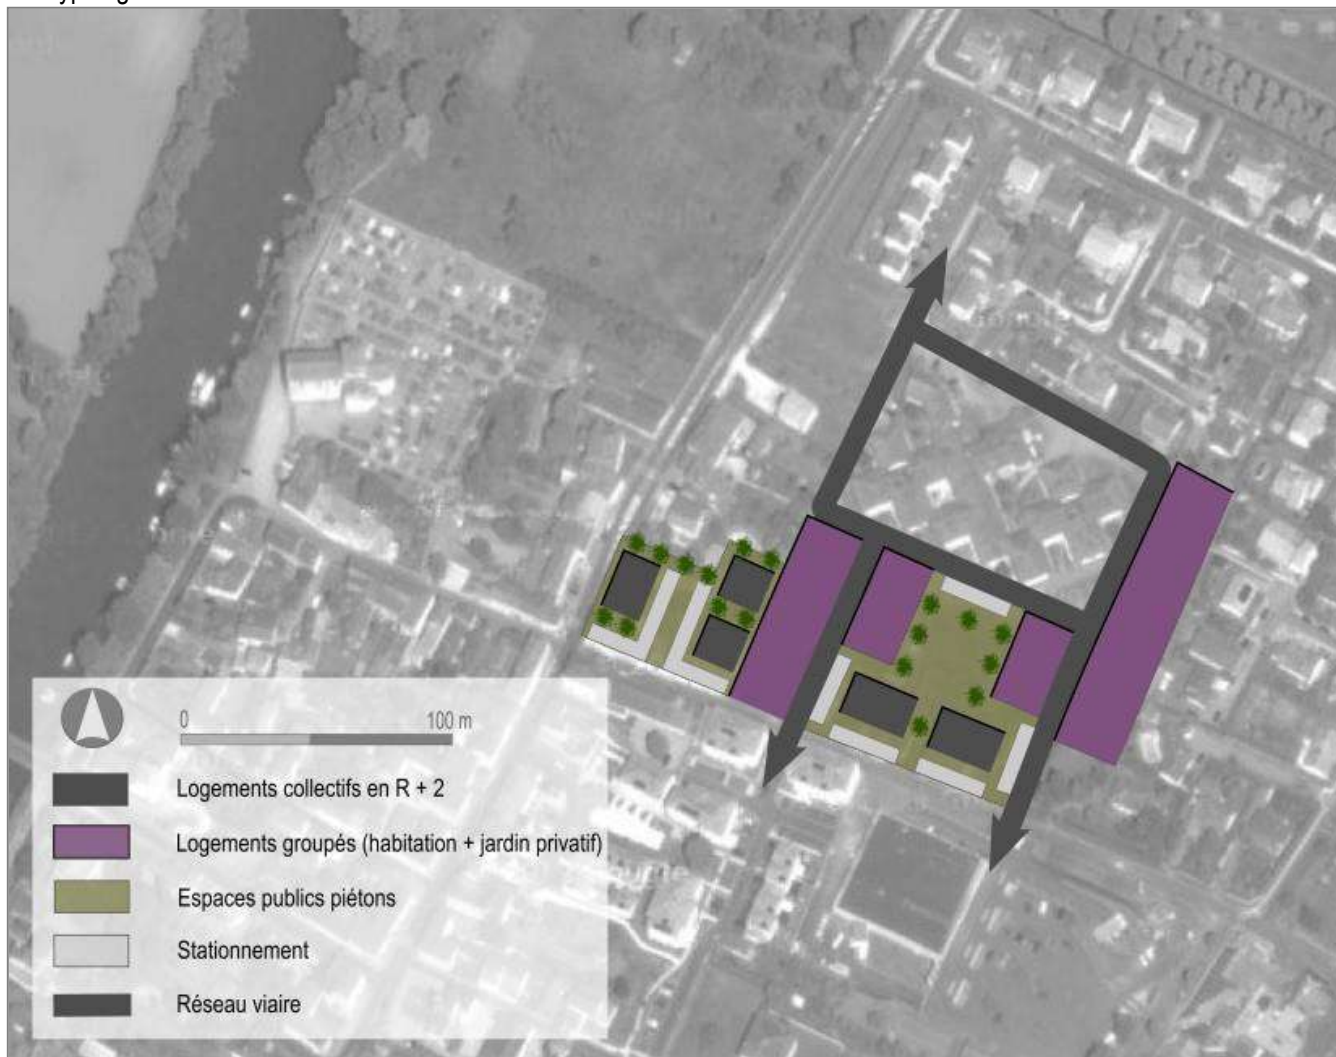 0
100 m
Logements collectifs en R + 2
Logements groupés (habitation + jardin privatif)
Espaces publics piétons
Stationnement
Réseau viaire